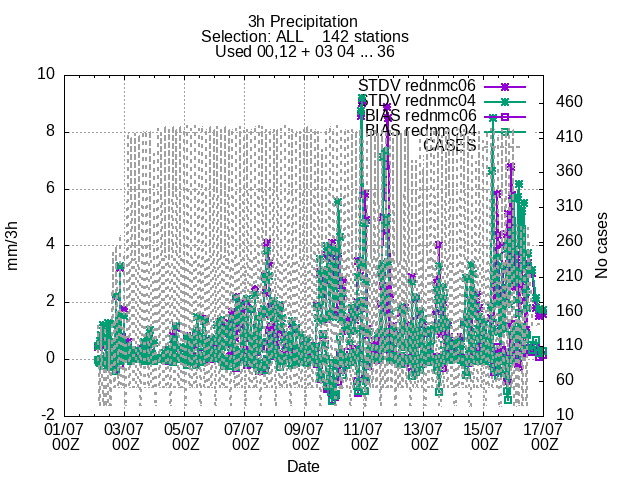 3h Precipitation
Selection: ALL    142 stations
Used 00,12 + 03 04 ... 36
STDV rednmc06
STDV rednmc04
BIAS rednmc06
BIAS rednmc04
CASES
10
8
6
4
2
0
-2
mm/3h
460
410
360
310
260
210
160
110
60
10
No cases
01/07 03/07 05/07 07/07 09/07 11/07 13/07 15/07 17/07
00Z 00Z 00Z 00Z 00Z 00Z 00Z 00Z 00Z
Date